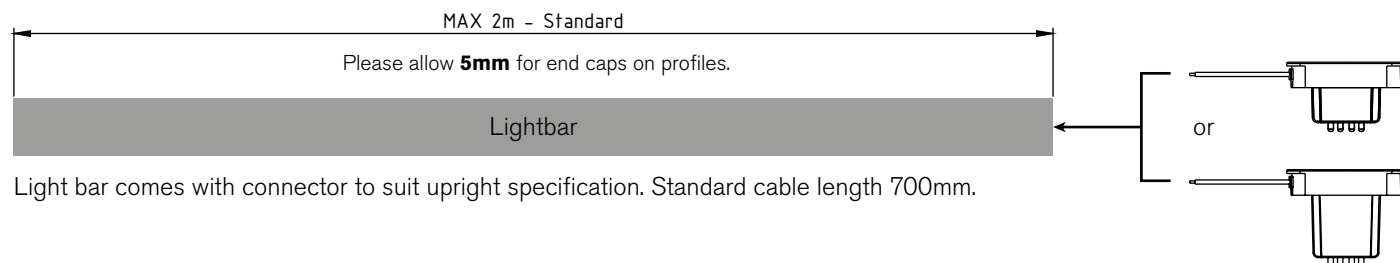 MAX 2m - Standard
Please allow 5mm for end caps on profiles.
Lightbar
or
Light bar comes with connector to suit upright specification. Standard cable length 700mm.